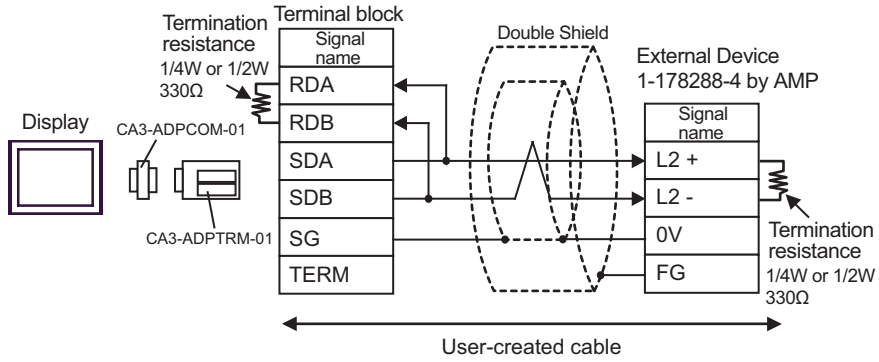 Termination
resistance
1/4W or 1/2W
330Ω
Terminal block
Signal
name
RDA
RDB
SDA
SDB
SG
TERM
Double Shield
External Device
1-178288-4 by AMP
Signal
name
L2 +
L2 -
0V
FG
Display
CA3-ADPCOM-01
CA3-ADPTRM-01
Termination
resistance
1/4W or 1/2W
330Ω
User-created cable